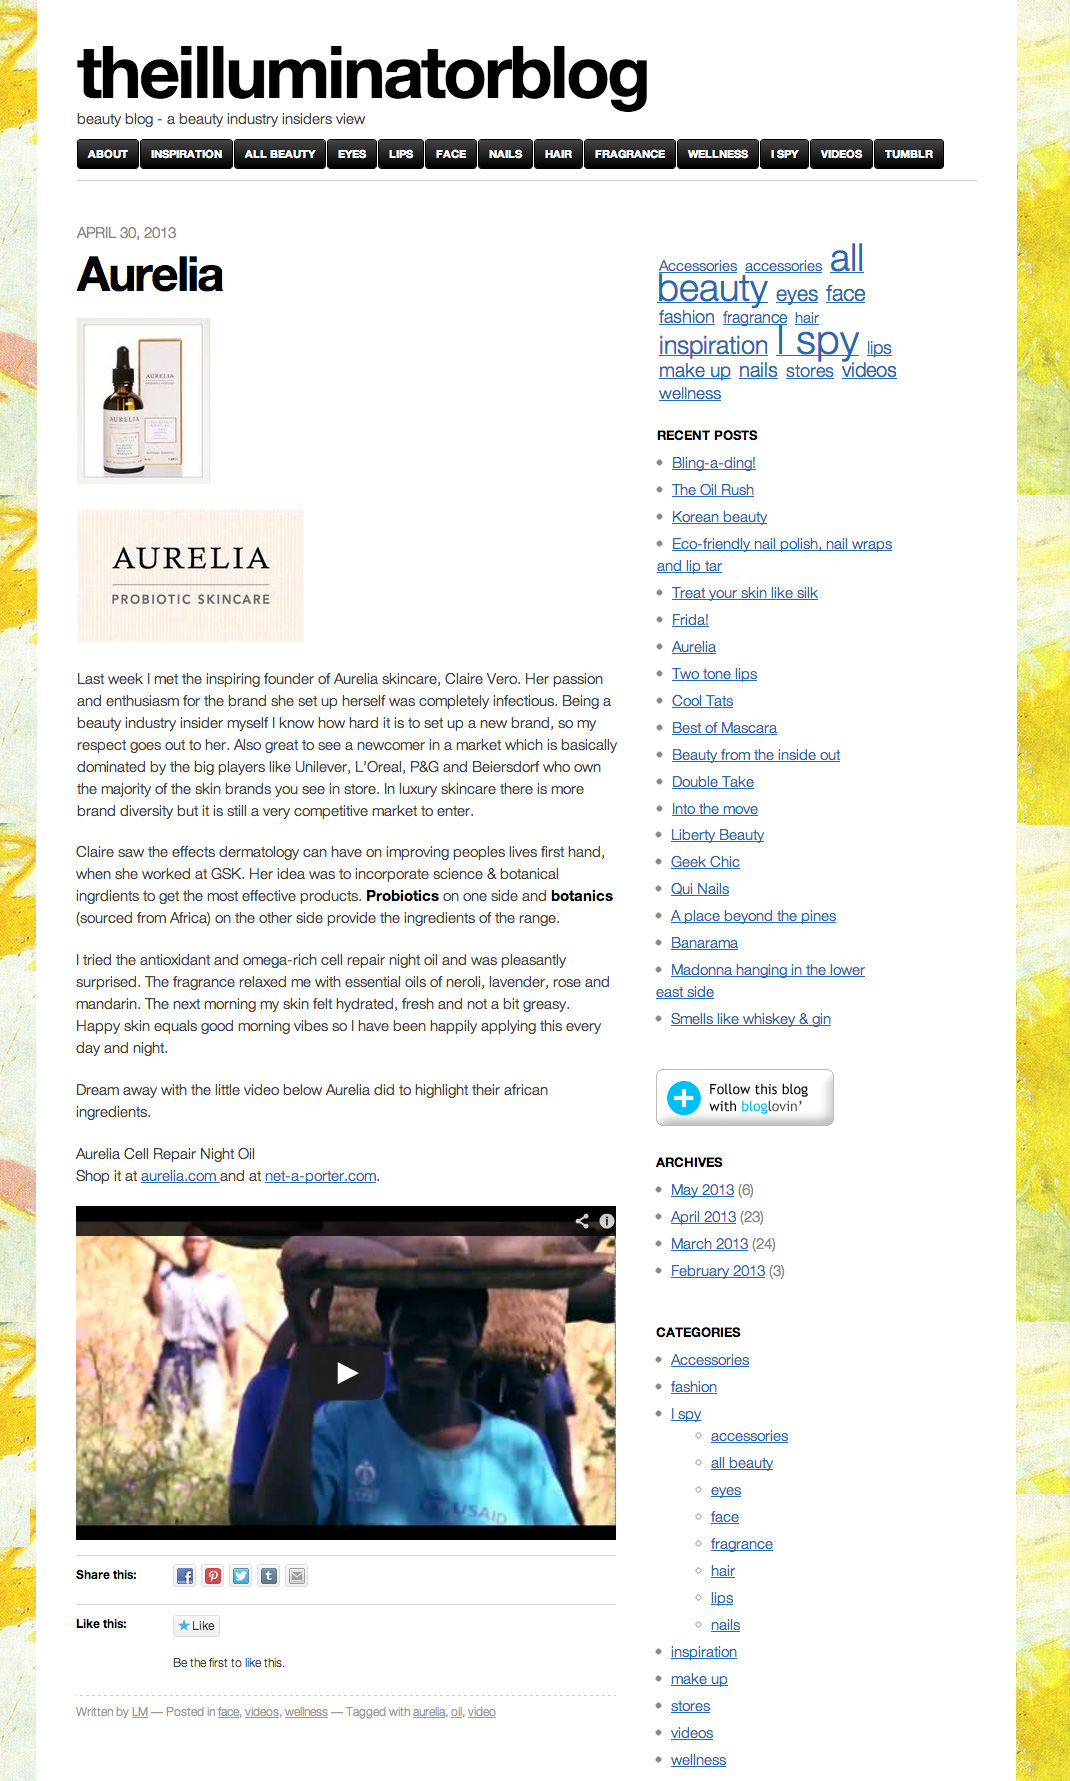 theilluminatorblog
beauty blog - a beauty industry insiders view
ABOUT INSPIRATION ALL BEAUTY EYES LIPS FACE NAILS HAIR FRAGRANCE WELLNESS I SPY VIDEOS TUMBLR
APRIL 30, 2013
Aurelia
AURELIA
AURELIA
AURELIA
PROBIOTIC SKINCARE
Last week I met the inspiring founder of Aurelia skincare, Claire Vero. Her passion
and enthusiasm for the brand she set up herself was completely infectious. Being a
beauty industry insider myself I know how hard it is to set up a new brand, so my
respect goes out to her. Also great to see a newcomer in a market which is basically
dominated by the big players like Unilever, L'Oreal, P&G and Beiersdorf who own
the majority of the skin brands you see in store. In luxury skincare there is more
brand diversity but it is still a very competitive market to enter.
Claire saw the effects dermatology can have on improving peoples lives first hand,
when she worked at GSK. Her idea was to incorporate science & botanical
ingrdients to get the most effective products. Probiotics on one side and botanics
(sourced from Africa) on the other side provide the ingredients of the range.
I tried the antioxidant and omega-rich cell repair night oil and was pleasantly
surprised. The fragrance relaxed me with essential oils of neroli, lavender, rose and
mandarin. The next morning my skin felt hydrated, fresh and not a bit greasy.
Happy skin equals good morning vibes so I have been happily applying this every
day and night.
Dream away with the little video below Aurelia did to highlight their african
ingredients.
Aurelia Cell Repair Night Oil
Shop it at aurelia.com and at net-a-porter.com.
USAID
Share this:
Like this:
Like
Be the first to like this.
Written by LM — Posted in face, videos, wellness — Tagged with aurelia, oil, video
Accessories accessories all
beauty eyes face
fashion fragrance hair
inspiration I spy lips
make up nails stores videos
wellness
RECENT POSTS
Bling-a-ding!
The Oil Rush
Korean beauty
Eco-friendly nail polish, nail wraps
and lip tar
Treat your skin like silk
Frida!
Aurelia
Two tone lips
Cool Tats
Best of Mascara
Beauty from the inside out
Double Take
Into the move
Liberty Beauty
Geek Chic
Qui Nails
A place beyond the pines
Banarama
Madonna hanging in the lower
east side
Smells like whiskey & gin
Follow this blog
with bloglovin'
ARCHIVES
May 2013 (6)
April 2013 (23)
March 2013 (24)
February 2013 (3)
CATEGORIES
Accessories
fashion
I spy
accessories
all beauty
eyes
face
fragrance
hair
lips
nails
inspiration
make up
stores
videos
wellness